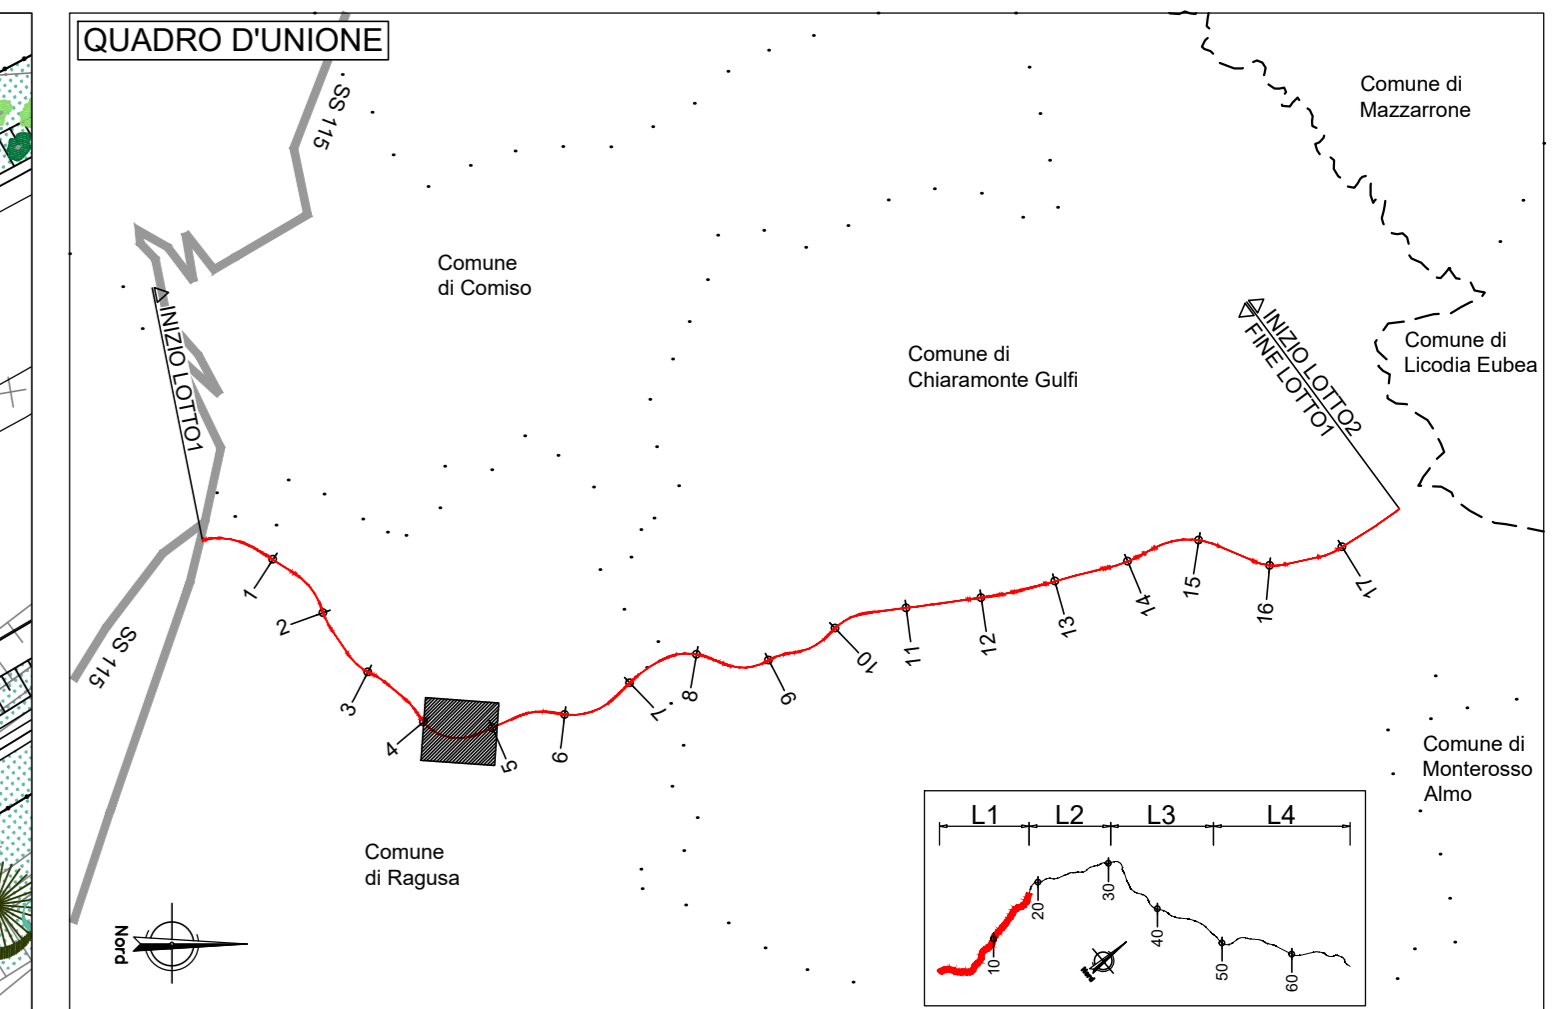 QUADRO D'UNIONE
SS 115
Comune di
Mazzarrone
Comune
di Comiso
INIZIO LOTTO1
INIZIO LOTTO2
FINE LOTTO1
Comune di
Chiaramonte Gulfi
Comune di
Licodia Eubea
1
2
3
4
5
6
7
8
9
10
11
12
13
14
15
16
17
SS 115
Comune di
Monterosso
Almo
Comune
di Ragusa
Nord
L1
L2
L3
L4
10
20
30
40
50
60
Nord